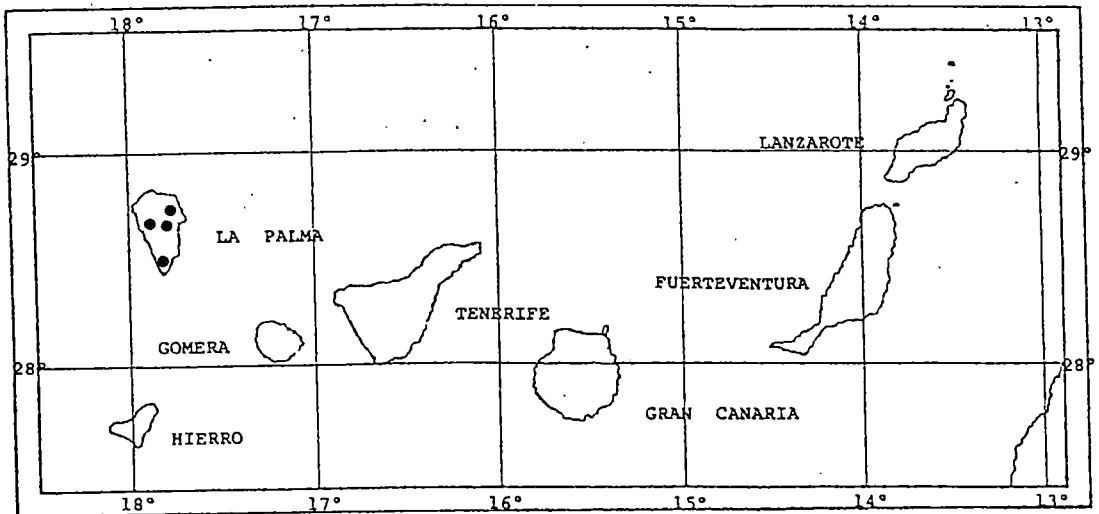 18° 17° 16° 15° 14° 13°
LANZAROTE
29° 29°
LA PALMA
FUERTEVENTURA
TENERIFE
GOMERA
28° 28°
GRAN CANARIA
HIERRO
18° 17° 16° 15° 14° 13°